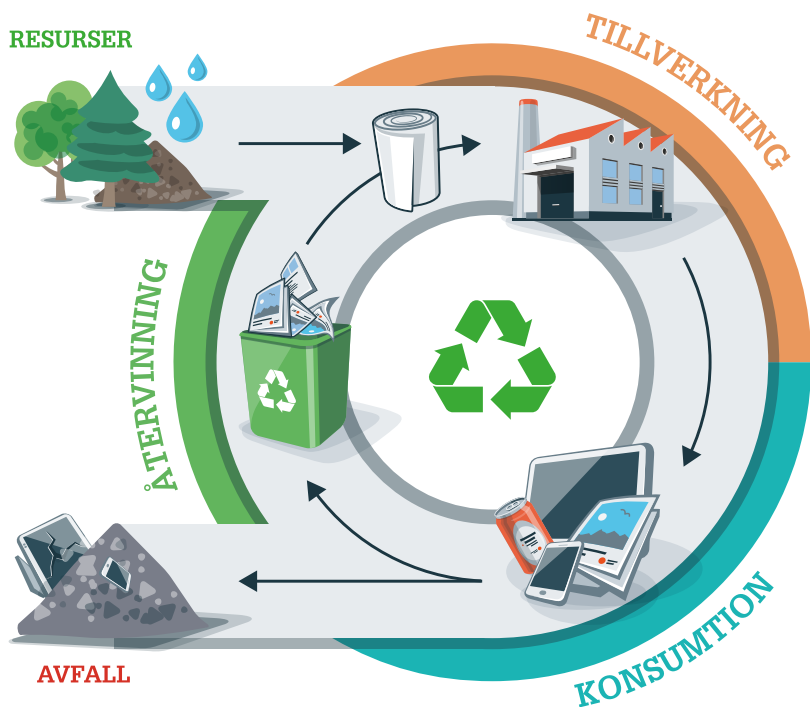 RESURSER
TILLVERKNING
ÅTERVINNING
KONSUMTION
AVFALL